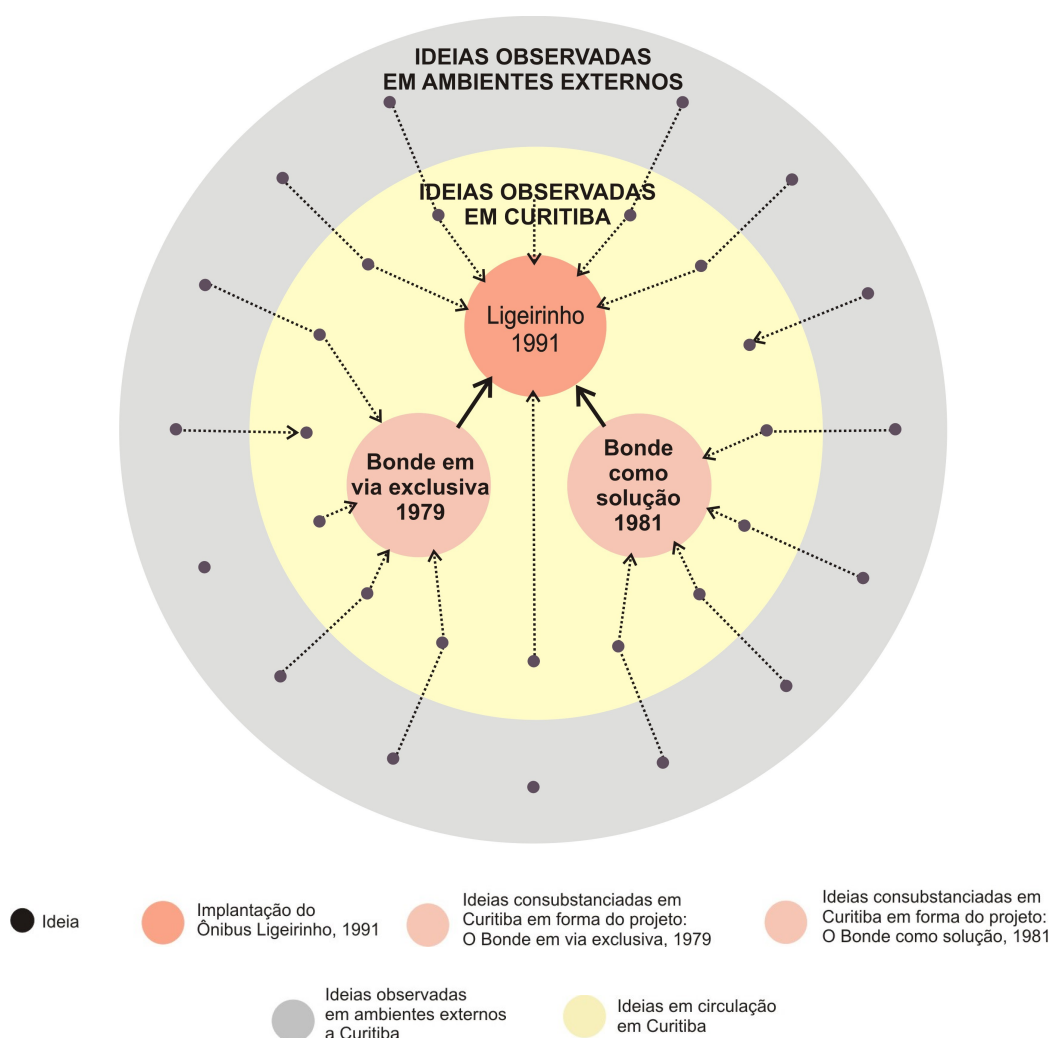 IDEIAS OBSERVADAS
EM AMBIENTES EXTERNOS
IDEIAS OBSERVADAS
EM CURITIBA
Ligeirinho
1991
Bonde em
via exclusiva
1979
Bonde
como
solução
1981
Ideia
Implantação do
Ônibus Ligeirinho, 1991
Ideias consubstanciadas em
Curitiba em forma do projeto:
O Bonde em via exclusiva, 1979
Ideias consubstanciadas em
Curitiba em forma do projeto:
O Bonde como solução, 1981
Ideias observadas
em ambientes externos
a Curitiba
Ideias em circulação
em Curitiba